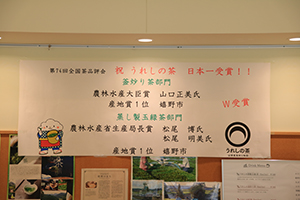 第74回全国茶品評会 祝 うれしの茶 日本一受賞!!
釜炒り茶部門
農林水産大臣賞 山口正美氏
産地賞1位 嬉野市
W受賞
蒸し製玉緑茶部門
農林水産省生産局長賞 松尾 博氏
松尾 明美氏
産地賞1位 嬉野市
うれしの茶